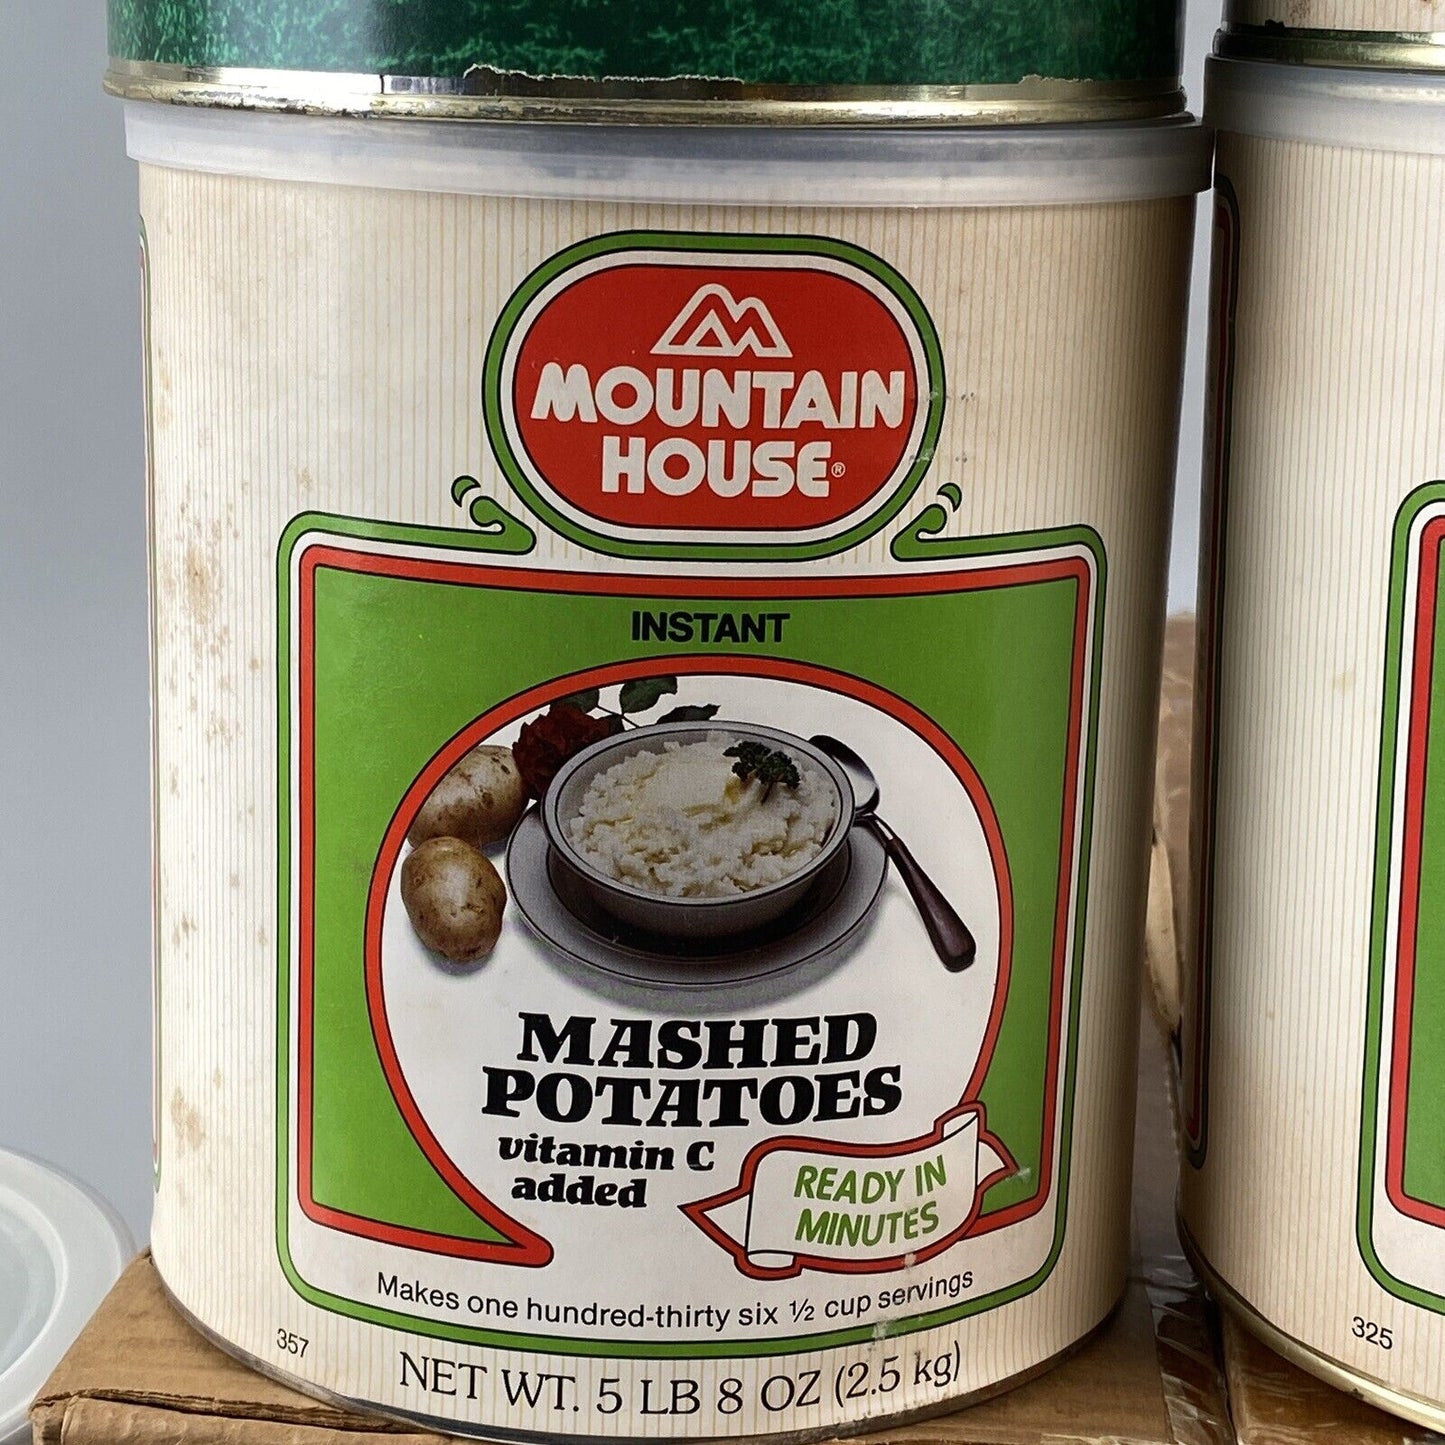 MOUNTAIN
HOUSE®
INSTANT
MASHED
POTATOES
vitamin C
added
READY IN
MINUTES
Makes one hundred-thirty six ½ cup servings
357
NET WT. 5 LB 8 OZ (2.5 kg)
325